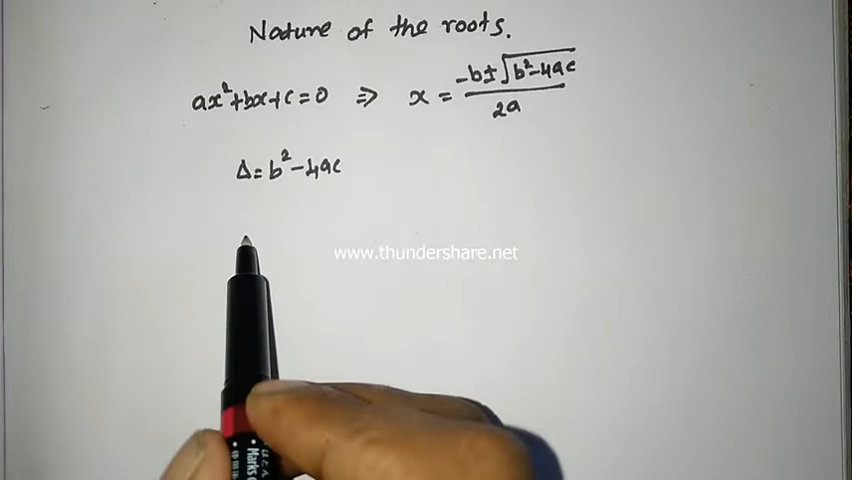 Nature of the roots.
ax²+bx+c=0 ⇒ x = -b±√b²-4ac / 2a
Δ=b²-4ac
www.thundershare.net